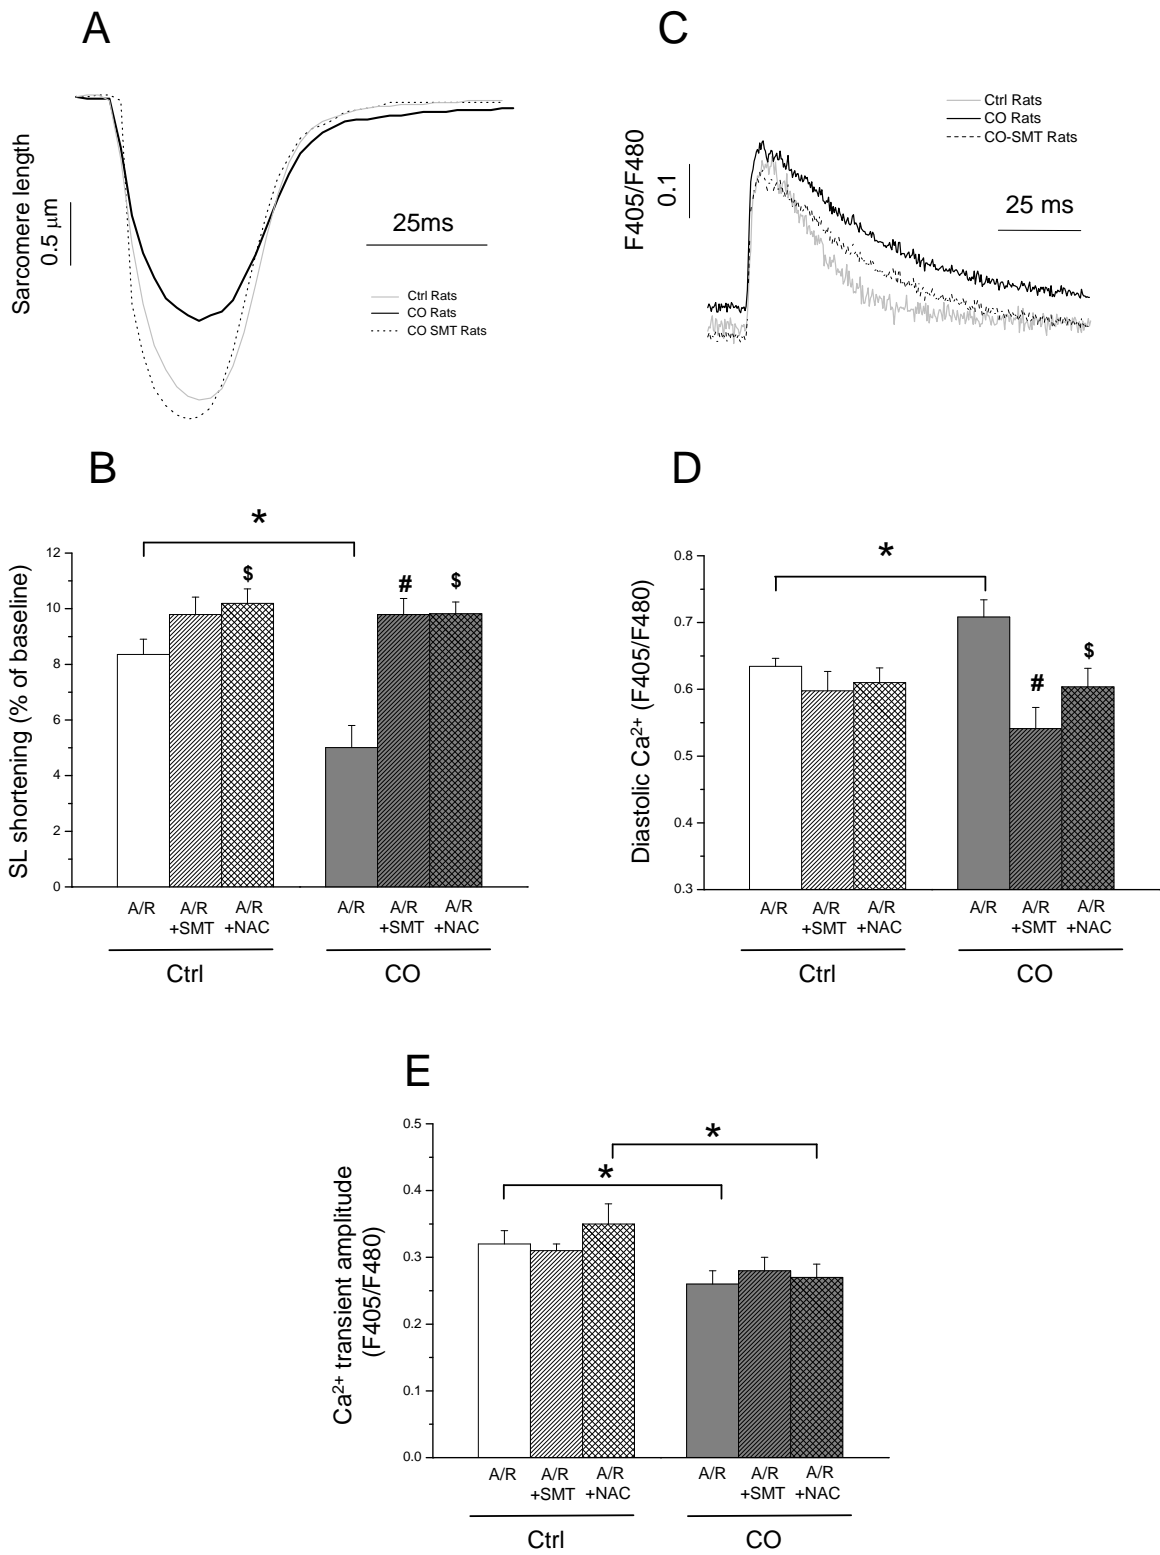 A
Sarcomere length
0.5 µm
25ms
Ctrl Rats
CO Rats
CO SMT Rats
C
F405/F480
0.1
Ctrl Rats
CO Rats
CO-SMT Rats
25 ms
B
SL shortening (% of baseline)
12
10
8
6
4
2
0
*
$
#
$
A/R
A/R
+SMT
A/R
+NAC
A/R
A/R
+SMT
A/R
+NAC
Ctrl
CO
D
Diastolic Ca²⁺ (F405/F480)
0.8
0.7
0.6
0.5
0.4
0.3
*
#
$
A/R
A/R
+SMT
A/R
+NAC
A/R
A/R
+SMT
A/R
+NAC
Ctrl
CO
E
Ca²⁺ transient amplitude
(F405/F480)
0.5
0.4
0.3
0.2
0.1
0.0
*
*
A/R
A/R
+SMT
A/R
+NAC
A/R
A/R
+SMT
A/R
+NAC
Ctrl
CO